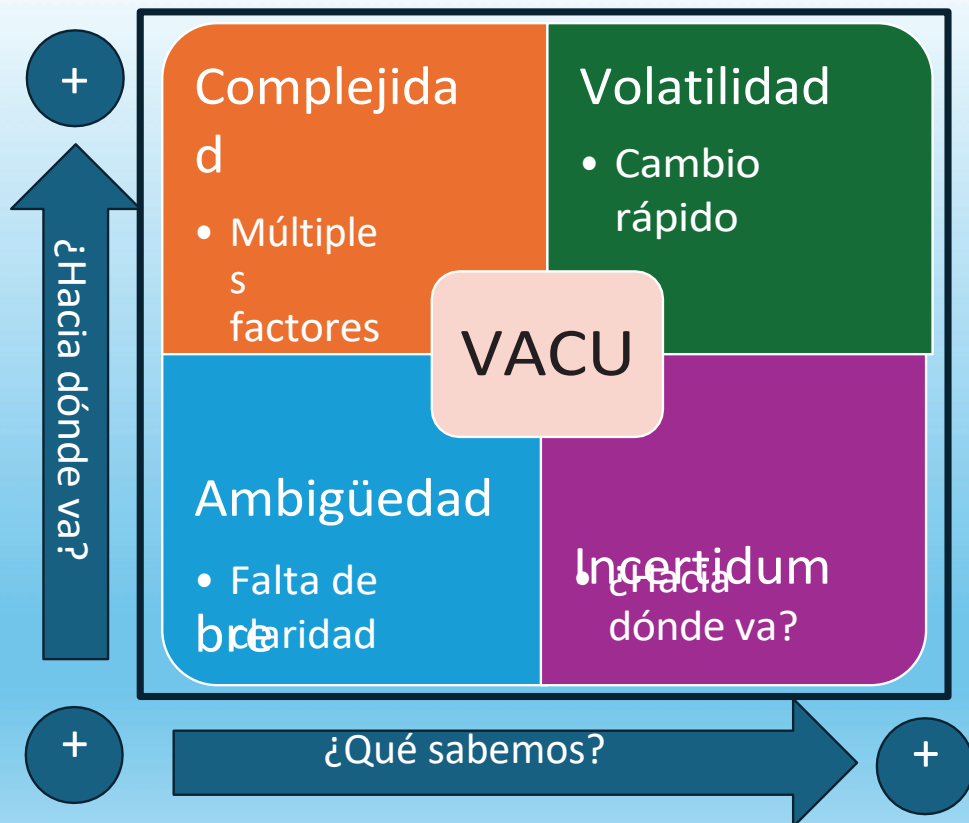 +
Complejida
d
• Múltiple
s
factores
Volatilidad
• Cambio
rápido
VACU
¿Hacia dónde va?
Ambigüedad
• Falta de
claridad
Incertidum
bre
• ¿Hacia
dónde va?
+
¿Qué sabemos?
+